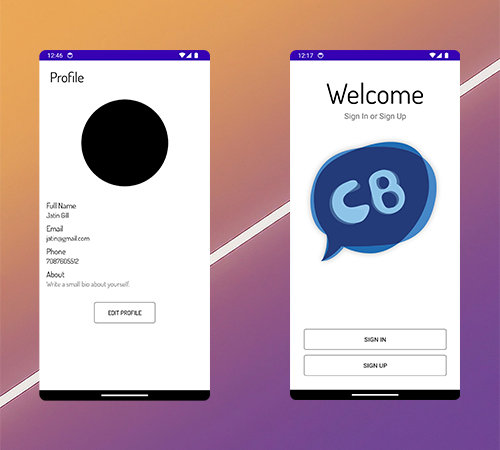 12:46
Profile
Full Name
Jatin Gill
Email
jatin@gmail.com
Phone
7087605512
About
Write a small bio about yourself.
EDIT PROFILE
12:17
Welcome
Sign In or Sign Up
CB
SIGN IN
SIGN UP